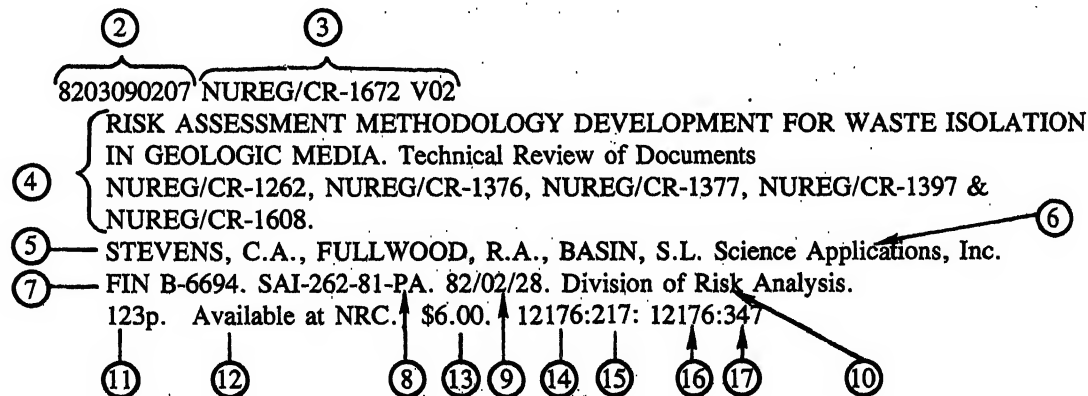 ② ③
8203090207 NUREG/CR-1672 V02
RISK ASSESSMENT METHODOLOGY DEVELOPMENT FOR WASTE ISOLATION
IN GEOLOGIC MEDIA. Technical Review of Documents
④ NUREG/CR-1262, NUREG/CR-1376, NUREG/CR-1377, NUREG/CR-1397 &
NUREG/CR-1608. ⑥
⑤ STEVENS, C.A., FULLWOOD, R.A., BASIN, S.L. Science Applications, Inc.
⑦ FIN B-6694. SAI-262-81-PA. 82/02/28. Division of Risk Analysis.
123p. Available at NRC. $6.00. 12176:217: 12176:347
⑪ ⑫ ⑧ ⑬ ⑨ ⑭ ⑮ ⑯ ⑰ ⑩